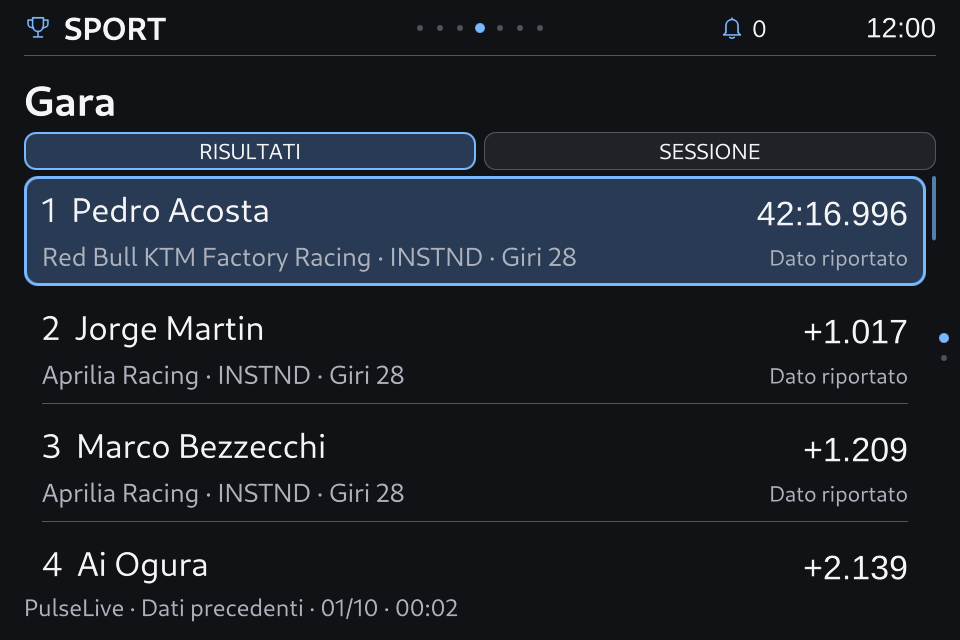 SPORT 0 12:00
Gara
RISULTATI SESSIONE
1 Pedro Acosta 42:16.996
Red Bull KTM Factory Racing · INSTND · Giri 28 Dato riportato
2 Jorge Martin +1.017
Aprilia Racing · INSTND · Giri 28 Dato riportato
3 Marco Bezzecchi +1.209
Aprilia Racing · INSTND · Giri 28 Dato riportato
4 Ai Ogura +2.139
PulseLive · Dati precedenti · 01/10 · 00:02